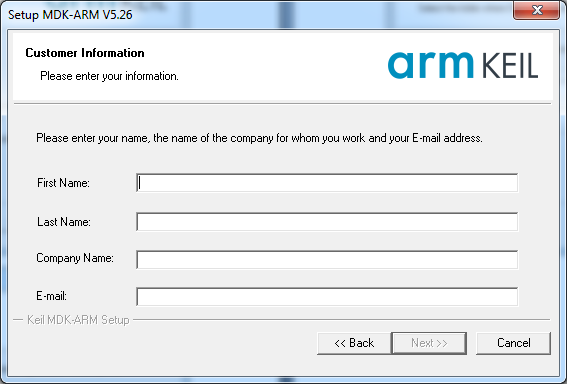 Setup MDK-ARM V5.26
Customer Information
Please enter your information.
arm KEIL
Please enter your name, the name of the company for whom you work and your E-mail address.
First Name:
Last Name:
Company Name:
E-mail:
Keil MDK-ARM Setup
<< Back
Next >>
Cancel